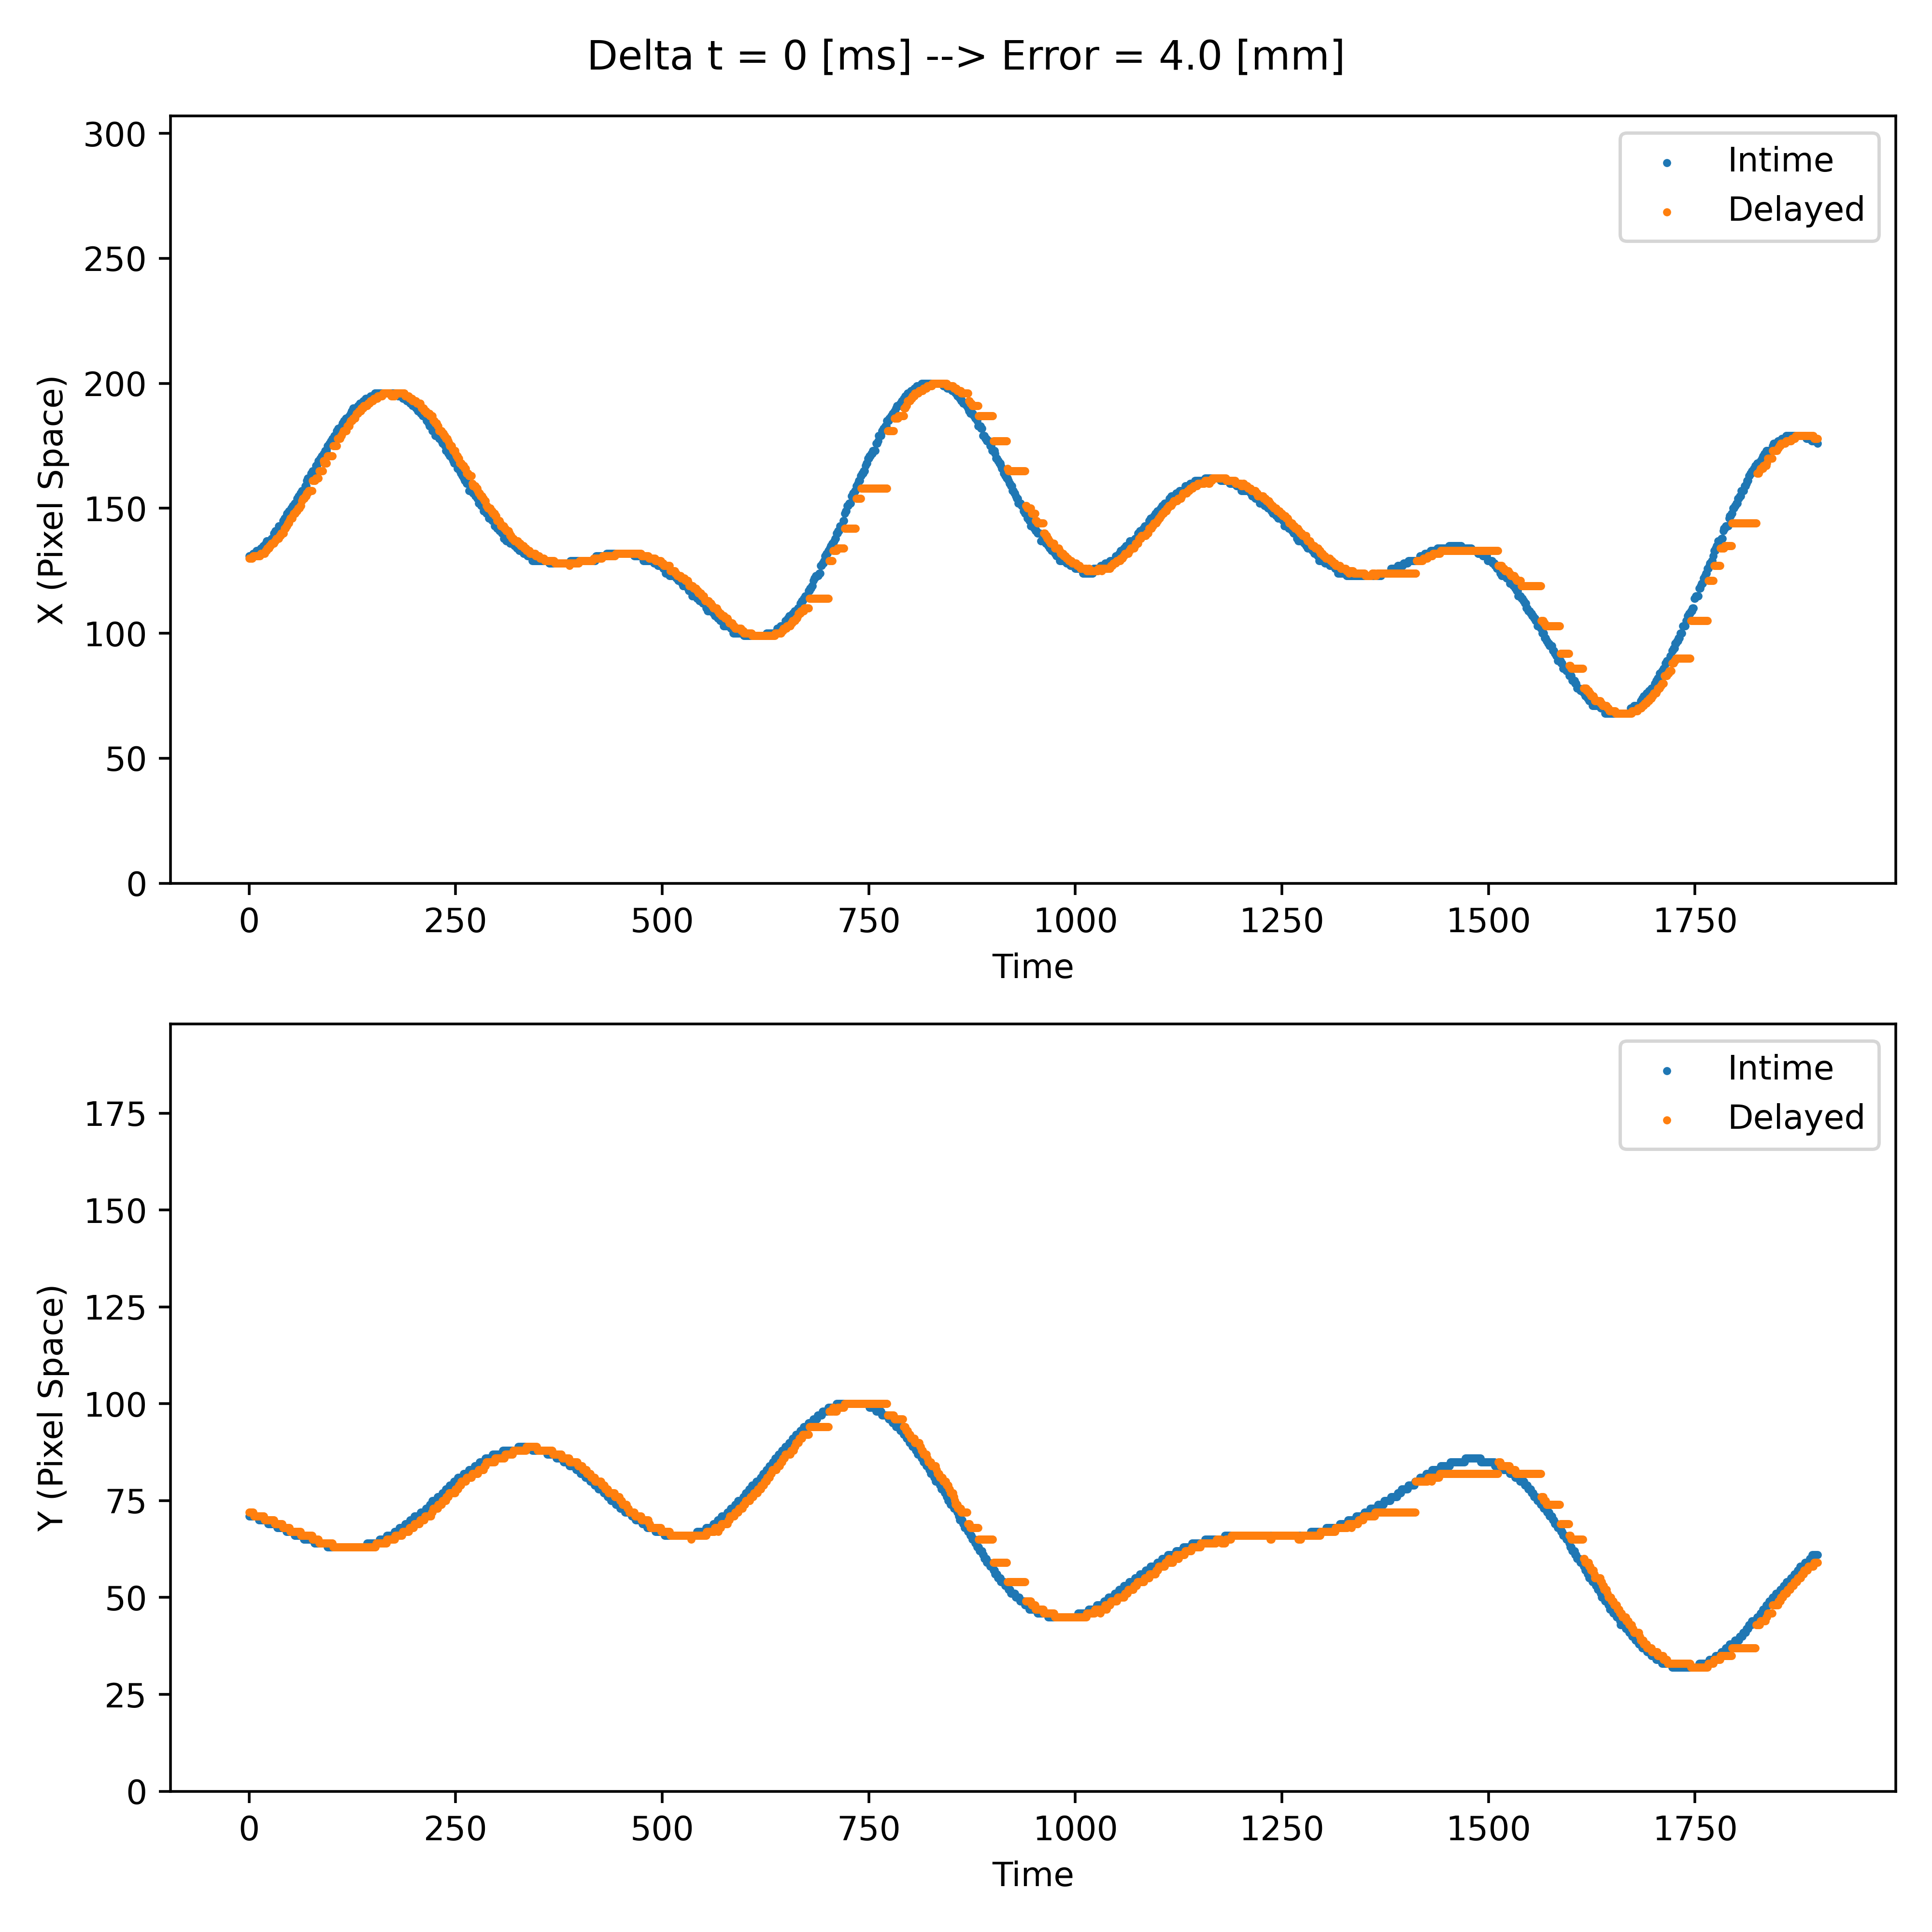 Delta t = 0 [ms] --> Error = 4.0 [mm]
300
250
200
150
100
50
0
X (Pixel Space)
Intime
Delayed
0 250 500 750 1000 1250 1500 1750
Time
175
150
125
100
75
50
25
0
Y (Pixel Space)
Intime
Delayed
0 250 500 750 1000 1250 1500 1750
Time